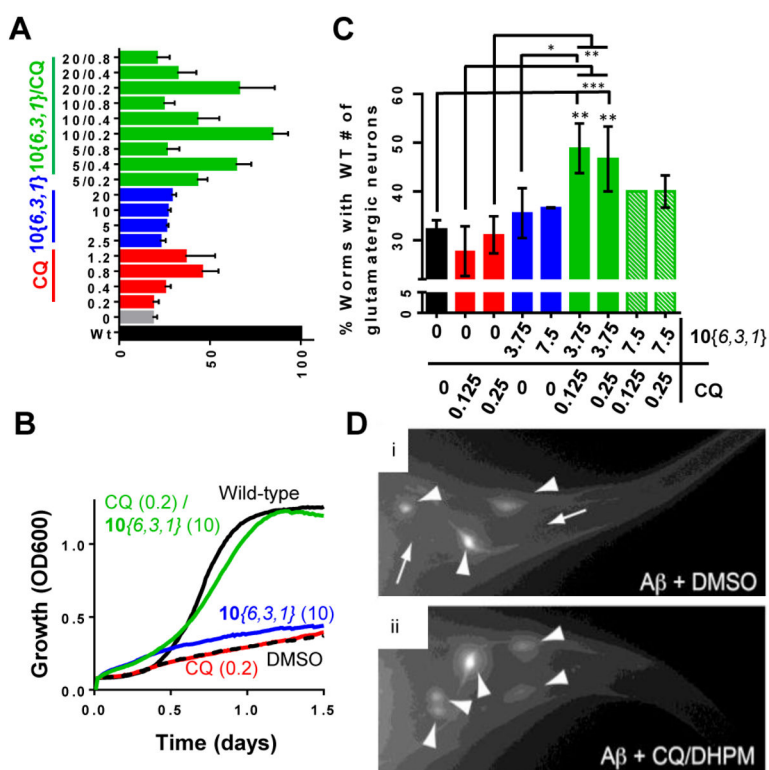 A
10{6,3,1}/CQ
10{6,3,1}
CQ
20/0.8
20/0.4
20/0.2
10/0.8
10/0.4
10/0.2
5/0.8
5/0.4
5/0.2
20
10
5
2.5
1.2
0.8
0.4
0.2
0
Wt
0
50
100
C
% Worms with WT # of
glutamatergic neurons
60
50
40
30
5
0
*
**
***
**
**
0 0 0 3.75 7.5 3.75 3.75 7.5 7.5 10{6,3,1}
0 0.125 0.25 0 0 0.125 0.25 0.125 0.25 CQ
B
Growth (OD600)
1.0
0.5
0.0
CQ (0.2) /
10{6,3,1} (10)
Wild-type
10{6,3,1} (10)
CQ (0.2)
DMSO
0.0 0.5 1.0 1.5
Time (days)
D
i
Aβ + DMSO
ii
Aβ + CQ/DHPM